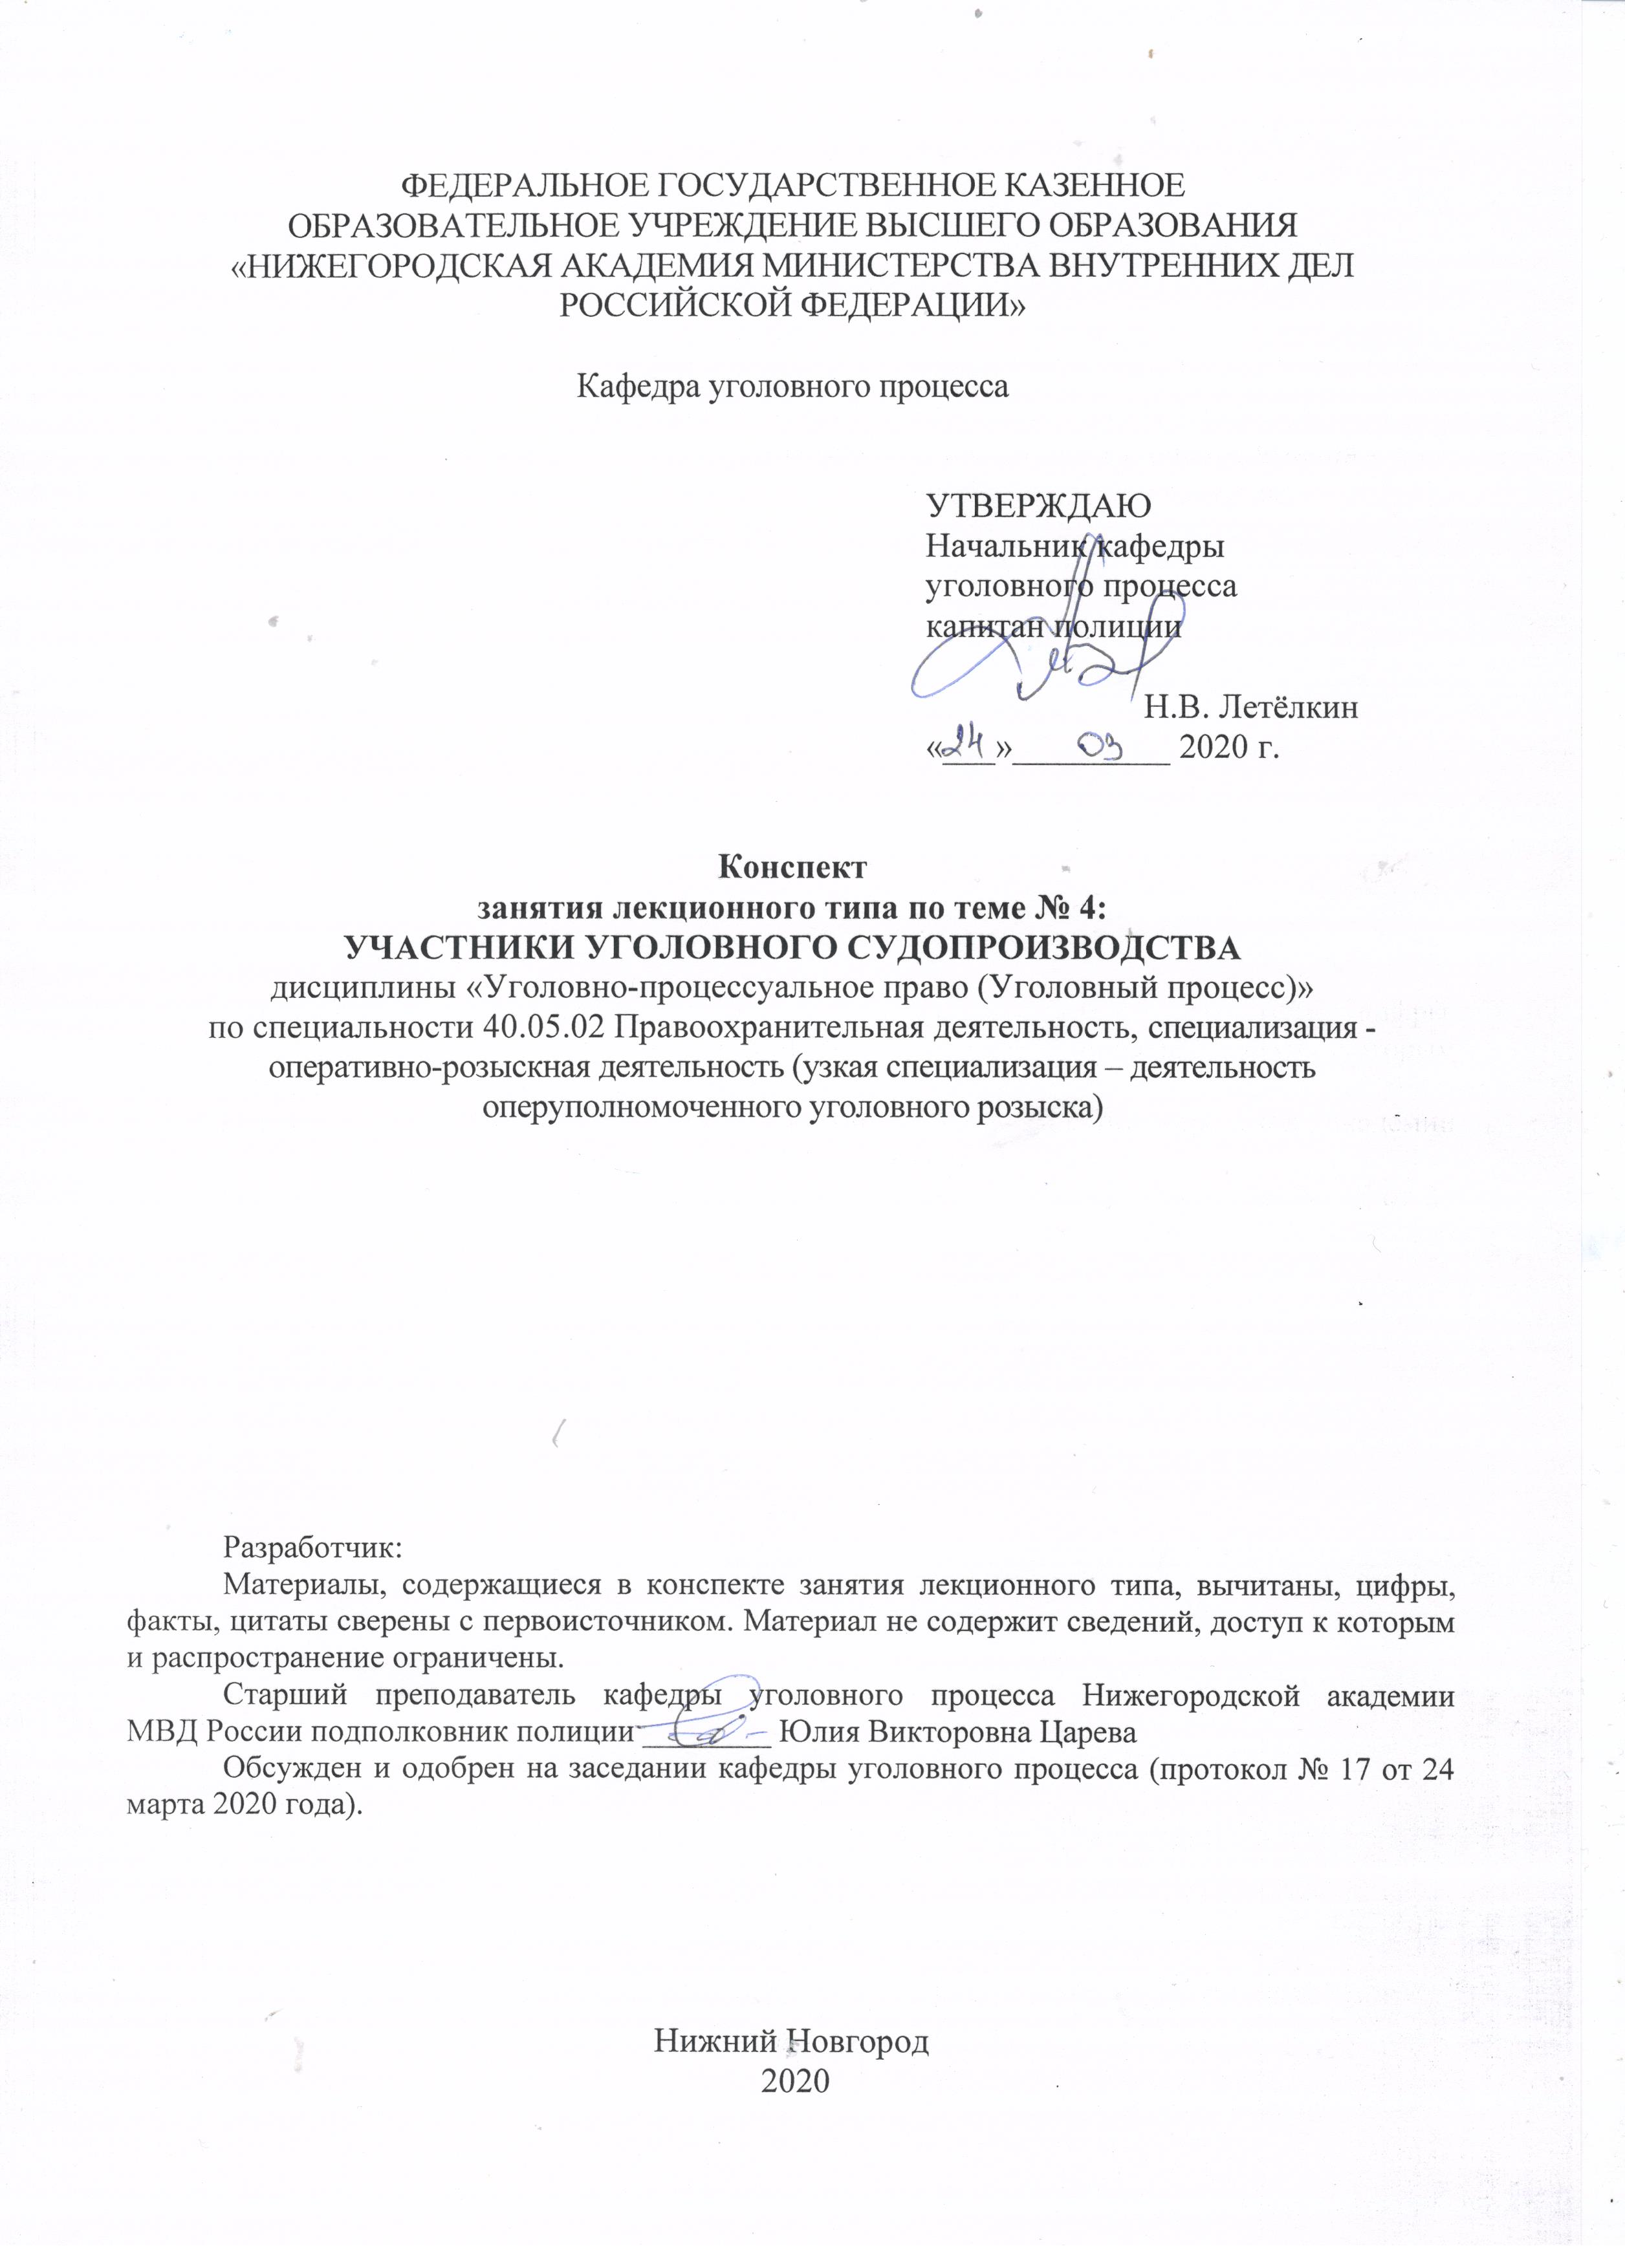 ФЕДЕРАЛЬНОЕ ГОСУДАРСТВЕННОЕ КАЗЕННОЕ
ОБРАЗОВАТЕЛЬНОЕ УЧРЕЖДЕНИЕ ВЫСШЕГО ОБРАЗОВАНИЯ
«НИЖЕГОРОДСКАЯ АКАДЕМИЯ МИНИСТЕРСТВА ВНУТРЕННИХ ДЕЛ
РОССИЙСКОЙ ФЕДЕРАЦИИ»
Кафедра уголовного процесса
УТВЕРЖДАЮ
Начальник кафедры
уголовного процесса
капитан полиции
Н.В. Летёлкин
«24» 03 2020 г.
Конспект
занятия лекционного типа по теме № 4:
УЧАСТНИКИ УГОЛОВНОГО СУДОПРОИЗВОДСТВА
дисциплины «Уголовно-процессуальное право (Уголовный процесс)»
по специальности 40.05.02 Правоохранительная деятельность, специализация -
оперативно-розыскная деятельность (узкая специализация – деятельность
оперуполномоченного уголовного розыска)
Разработчик:
Материалы, содержащиеся в конспекте занятия лекционного типа, вычитаны, цифры,
факты, цитаты сверены с первоисточником. Материал не содержит сведений, доступ к которым
и распространение ограничены.
Старший преподаватель кафедры уголовного процесса Нижегородской академии
МВД России подполковник полиции ________ Юлия Викторовна Царева
Обсужден и одобрен на заседании кафедры уголовного процесса (протокол № 17 от 24
марта 2020 года).
Нижний Новгород
2020